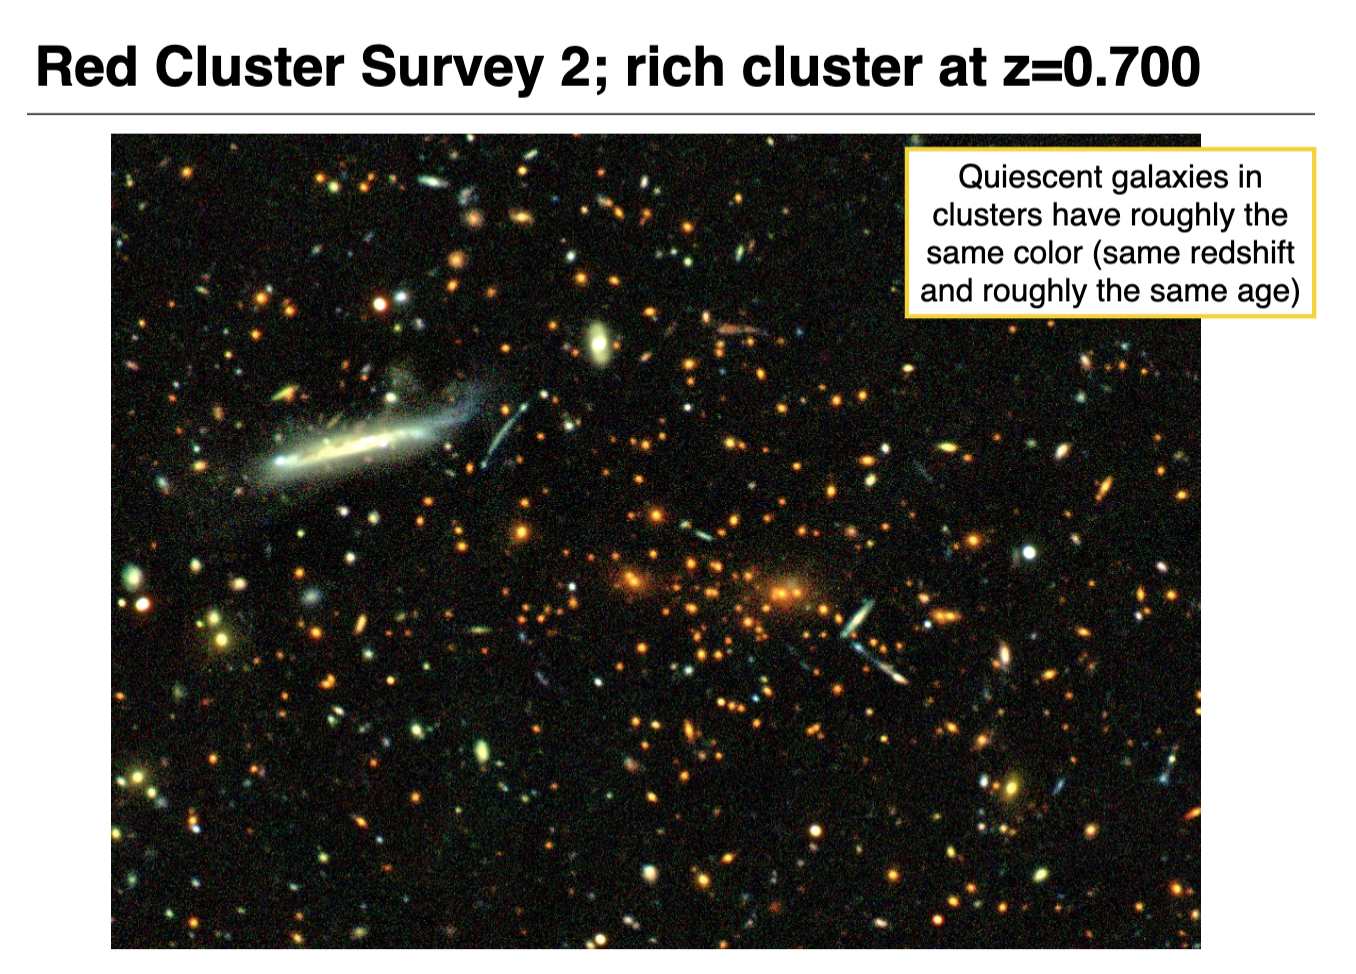 Red Cluster Survey 2; rich cluster at z=0.700
Quiescent galaxies in
clusters have roughly the
same color (same redshift
and roughly the same age)